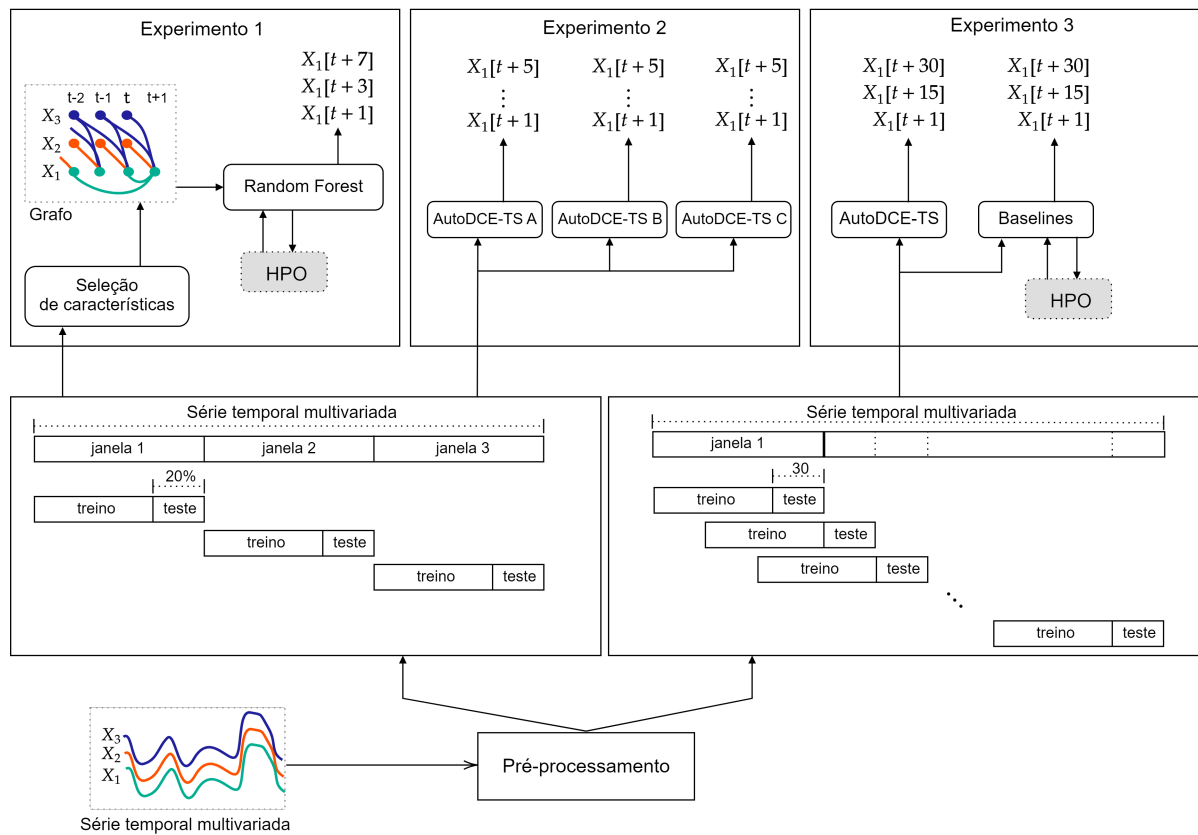 Experimento 1
X₁[t + 7]
X₁[t + 3]
X₁[t + 1]
t-2 t-1 t t+1
X₃
X₂
X₁
Grafo
Random Forest
HPO
Seleção
de características
Experimento 2
X₁[t + 5] X₁[t + 5] X₁[t + 5]
⋮ ⋮ ⋮
X₁[t + 1] X₁[t + 1] X₁[t + 1]
AutoDCE-TS A AutoDCE-TS B AutoDCE-TS C
Experimento 3
X₁[t + 30] X₁[t + 30]
X₁[t + 15] X₁[t + 15]
X₁[t + 1] X₁[t + 1]
AutoDCE-TS Baselines
HPO
Série temporal multivariada
janela 1 janela 2 janela 3
20%
treino teste
treino teste
treino teste
Série temporal multivariada
janela 1
30
treino teste
treino teste
treino teste
⋱
treino teste
X₃
X₂
X₁
Série temporal multivariada
Pré-processamento